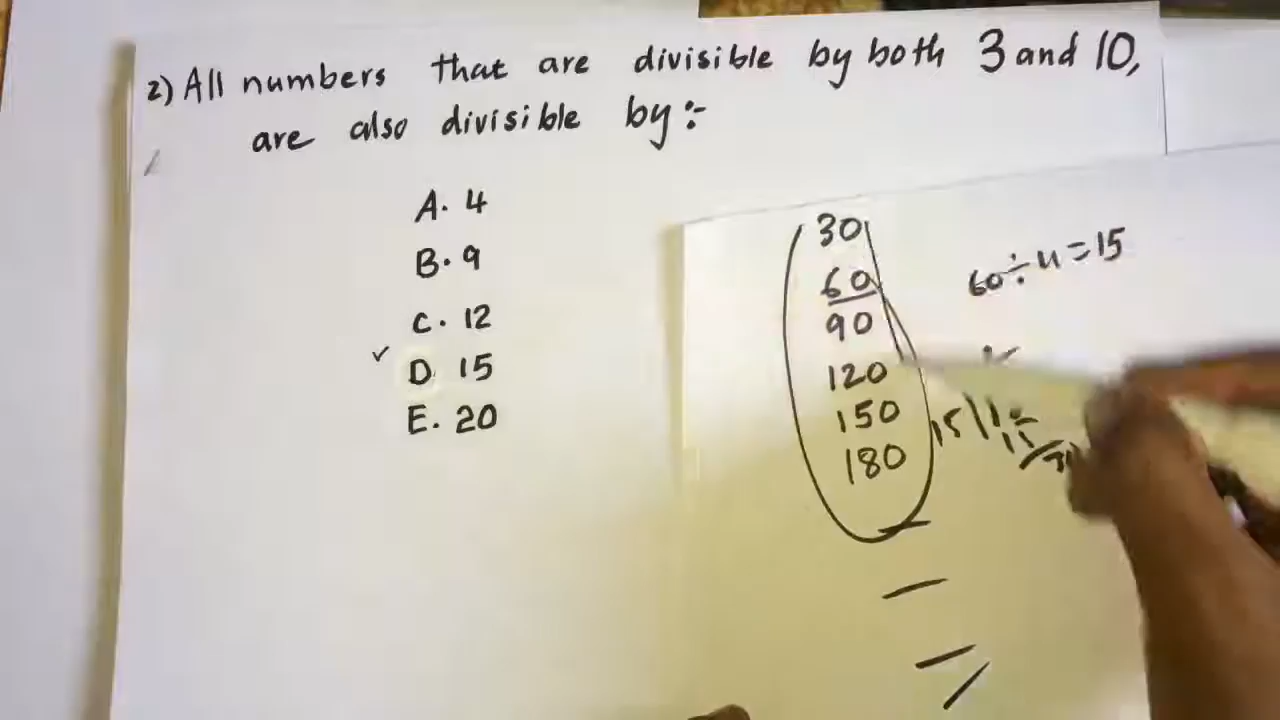 2) All numbers that are divisible by both 3 and 10,
are also divisible by:-
A. 4
B. 9
C. 12
D. 15
E. 20
30
60
90
120
150
180
60÷4=15